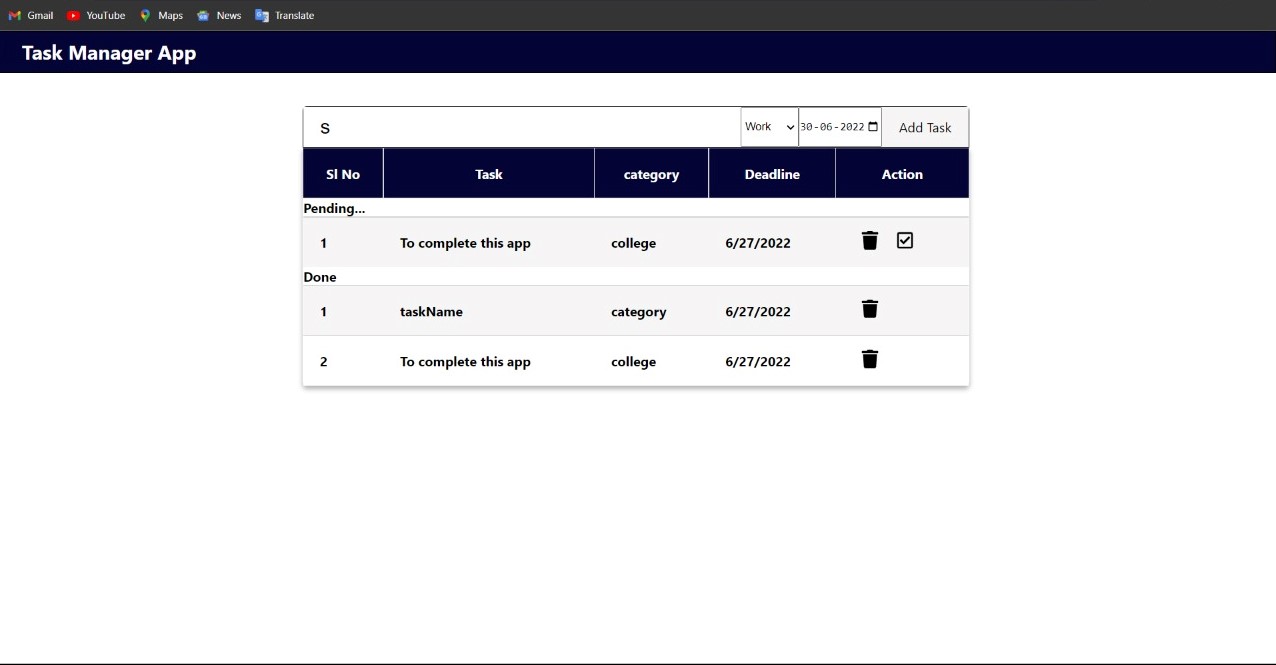 Gmail YouTube Maps News Translate
Task Manager App
S Work 30-06-2022 Add Task
Sl No Task category Deadline Action
Pending...
1 To complete this app college 6/27/2022
Done
1 taskName category 6/27/2022
2 To complete this app college 6/27/2022